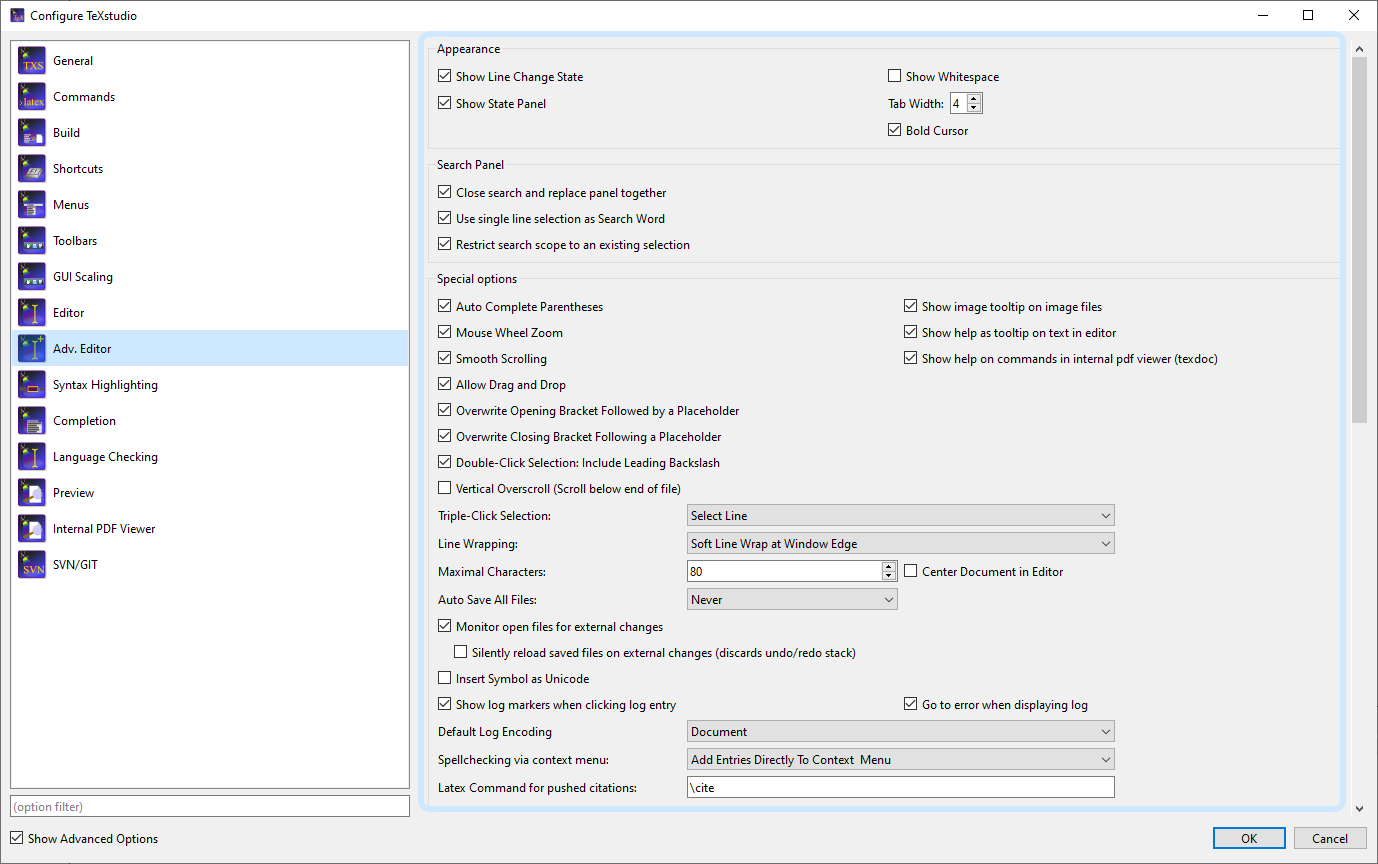 Configure TeXstudio
General
Commands
Build
Shortcuts
Menus
Toolbars
GUI Scaling
Editor
Adv. Editor
Syntax Highlighting
Completion
Language Checking
Preview
Internal PDF Viewer
SVN/GIT
(option filter)
Show Advanced Options
Appearance
Show Line Change State
Show Whitespace
Show State Panel
Tab Width: 4
Bold Cursor
Search Panel
Close search and replace panel together
Use single line selection as Search Word
Restrict search scope to an existing selection
Special options
Auto Complete Parentheses
Show image tooltip on image files
Mouse Wheel Zoom
Show help as tooltip on text in editor
Smooth Scrolling
Show help on commands in internal pdf viewer (texdoc)
Allow Drag and Drop
Overwrite Opening Bracket Followed by a Placeholder
Overwrite Closing Bracket Following a Placeholder
Double-Click Selection: Include Leading Backslash
Vertical Overscroll (Scroll below end of file)
Triple-Click Selection: Select Line
Line Wrapping: Soft Line Wrap at Window Edge
Maximal Characters: 80 Center Document in Editor
Auto Save All Files: Never
Monitor open files for external changes
Silently reload saved files on external changes (discards undo/redo stack)
Insert Symbol as Unicode
Show log markers when clicking log entry
Go to error when displaying log
Default Log Encoding Document
Spellchecking via context menu: Add Entries Directly To Context Menu
Latex Command for pushed citations: \cite
OK
Cancel